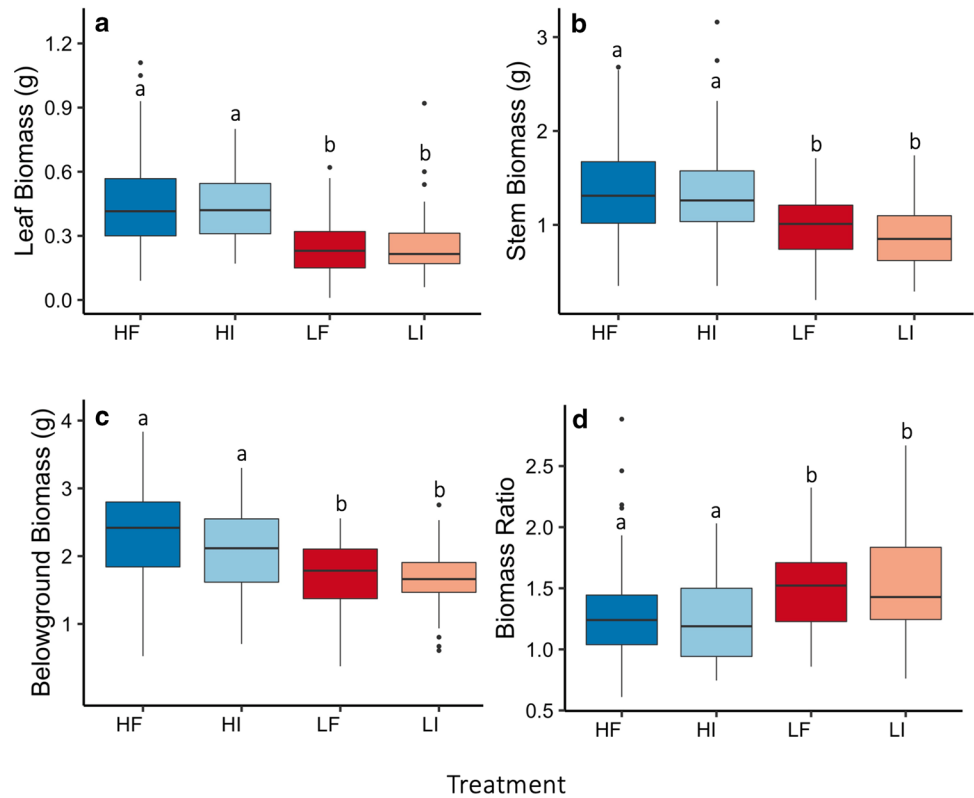 a
Leaf Biomass (g)
1.2
0.9
0.6
0.3
0.0
a
a
b
b
HF HI LF LI
b
Stem Biomass (g)
3
2
1
a
a
b
b
HF HI LF LI
c
Belowground Biomass (g)
4
3
2
1
a
a
b
b
HF HI LF LI
d
Biomass Ratio
2.5
2.0
1.5
1.0
0.5
a
a
b
b
HF HI LF LI
Treatment